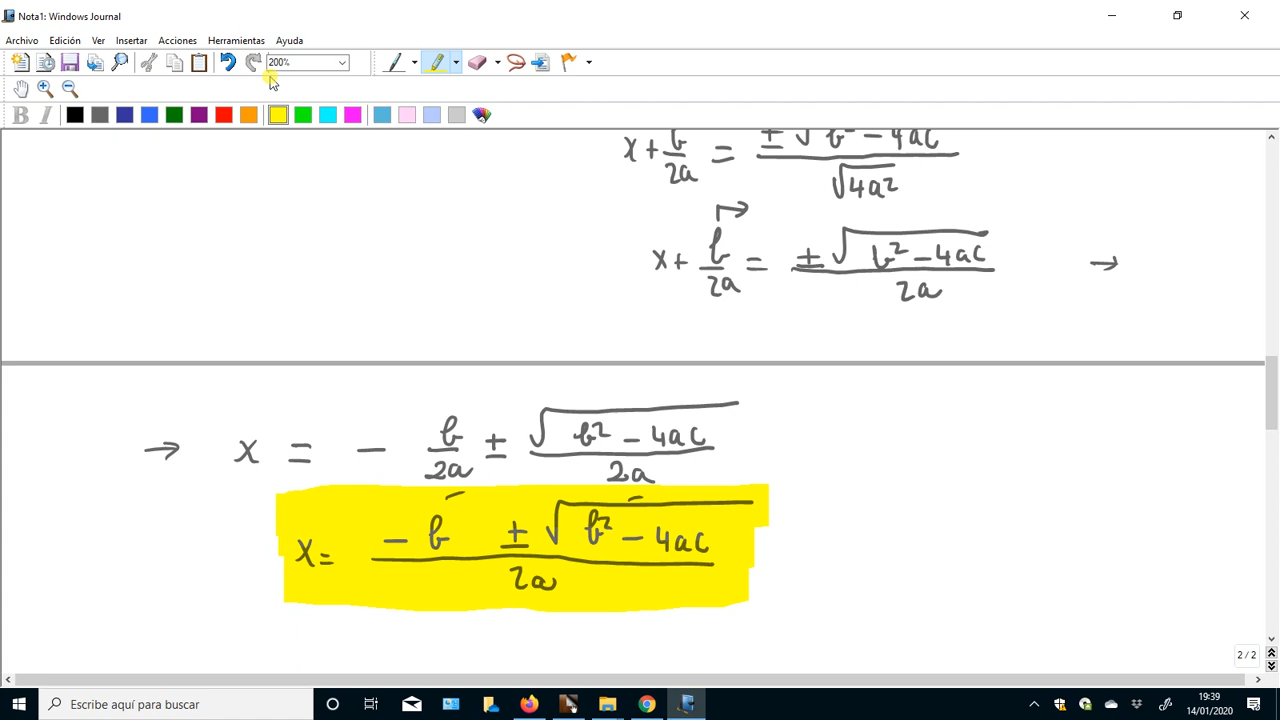 Nota1: Windows Journal
Archivo Edición Ver Insertar Acciones Herramientas Ayuda
200%
B I
x + b/2a = ±√(b² - 4ac) / √4a²
x + b/2a = ±√(b² - 4ac) / 2a →
→ x = - b/2a ± √(b² - 4ac) / 2a
x = (-b ± √(b² - 4ac)) / 2a
2 / 2
Escribe aquí para buscar
19:39
14/01/2020